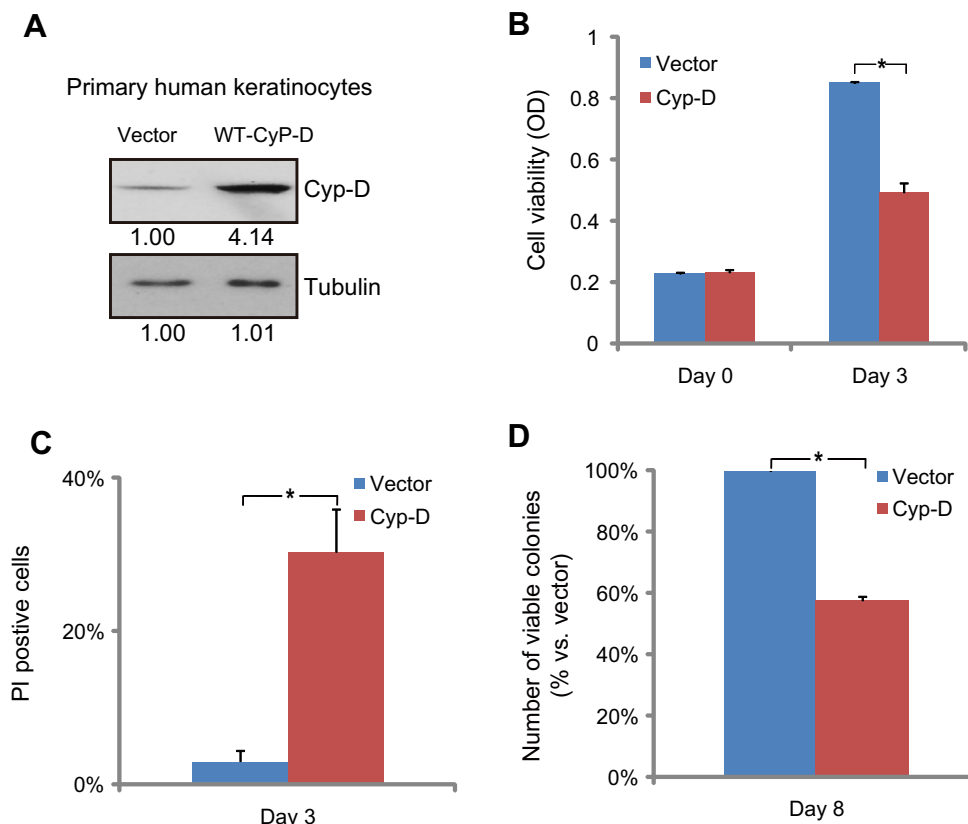 A
Primary human keratinocytes
Vector WT-CyP-D
Cyp-D
1.00 4.14
Tubulin
1.00 1.01
B
Cell viability (OD)
1
0.8
0.6
0.4
0.2
0
Vector
Cyp-D
*
Day 0 Day 3
C
PI postive cells
40%
20%
0%
Vector
Cyp-D
*
Day 3
D
Number of viable colonies
(% vs. vector)
100%
80%
60%
40%
20%
0%
Vector
Cyp-D
*
Day 8